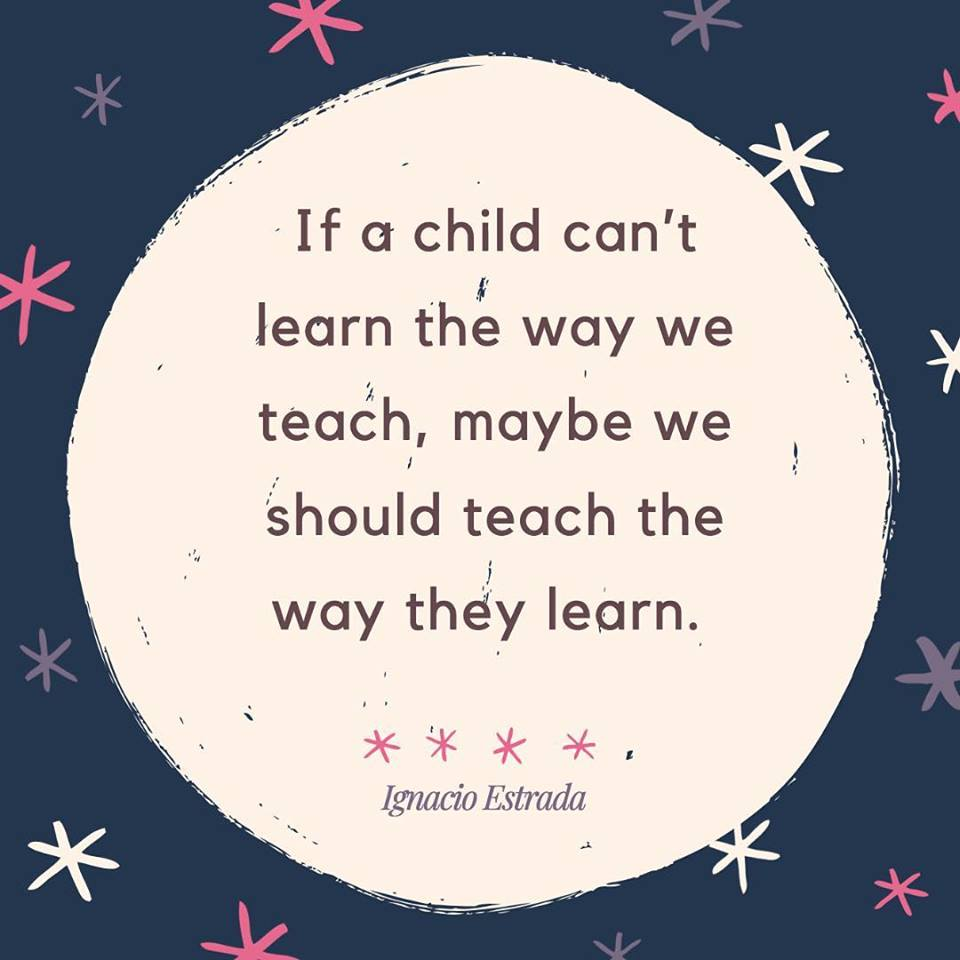 If a child can’t
learn the way we
teach, maybe we
should teach the
way they learn.
Ignacio Estrada